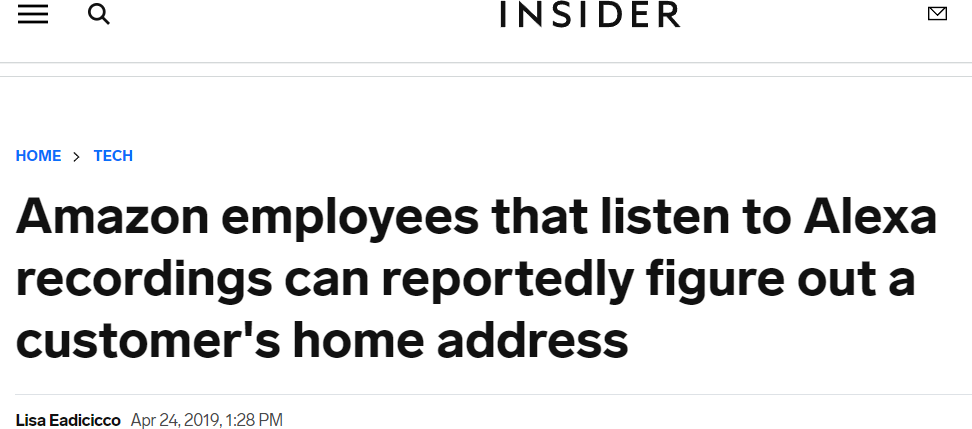 INSIDER
HOME > TECH
Amazon employees that listen to Alexa
recordings can reportedly figure out a
customer's home address
Lisa Eadicicco Apr 24, 2019, 1:28 PM